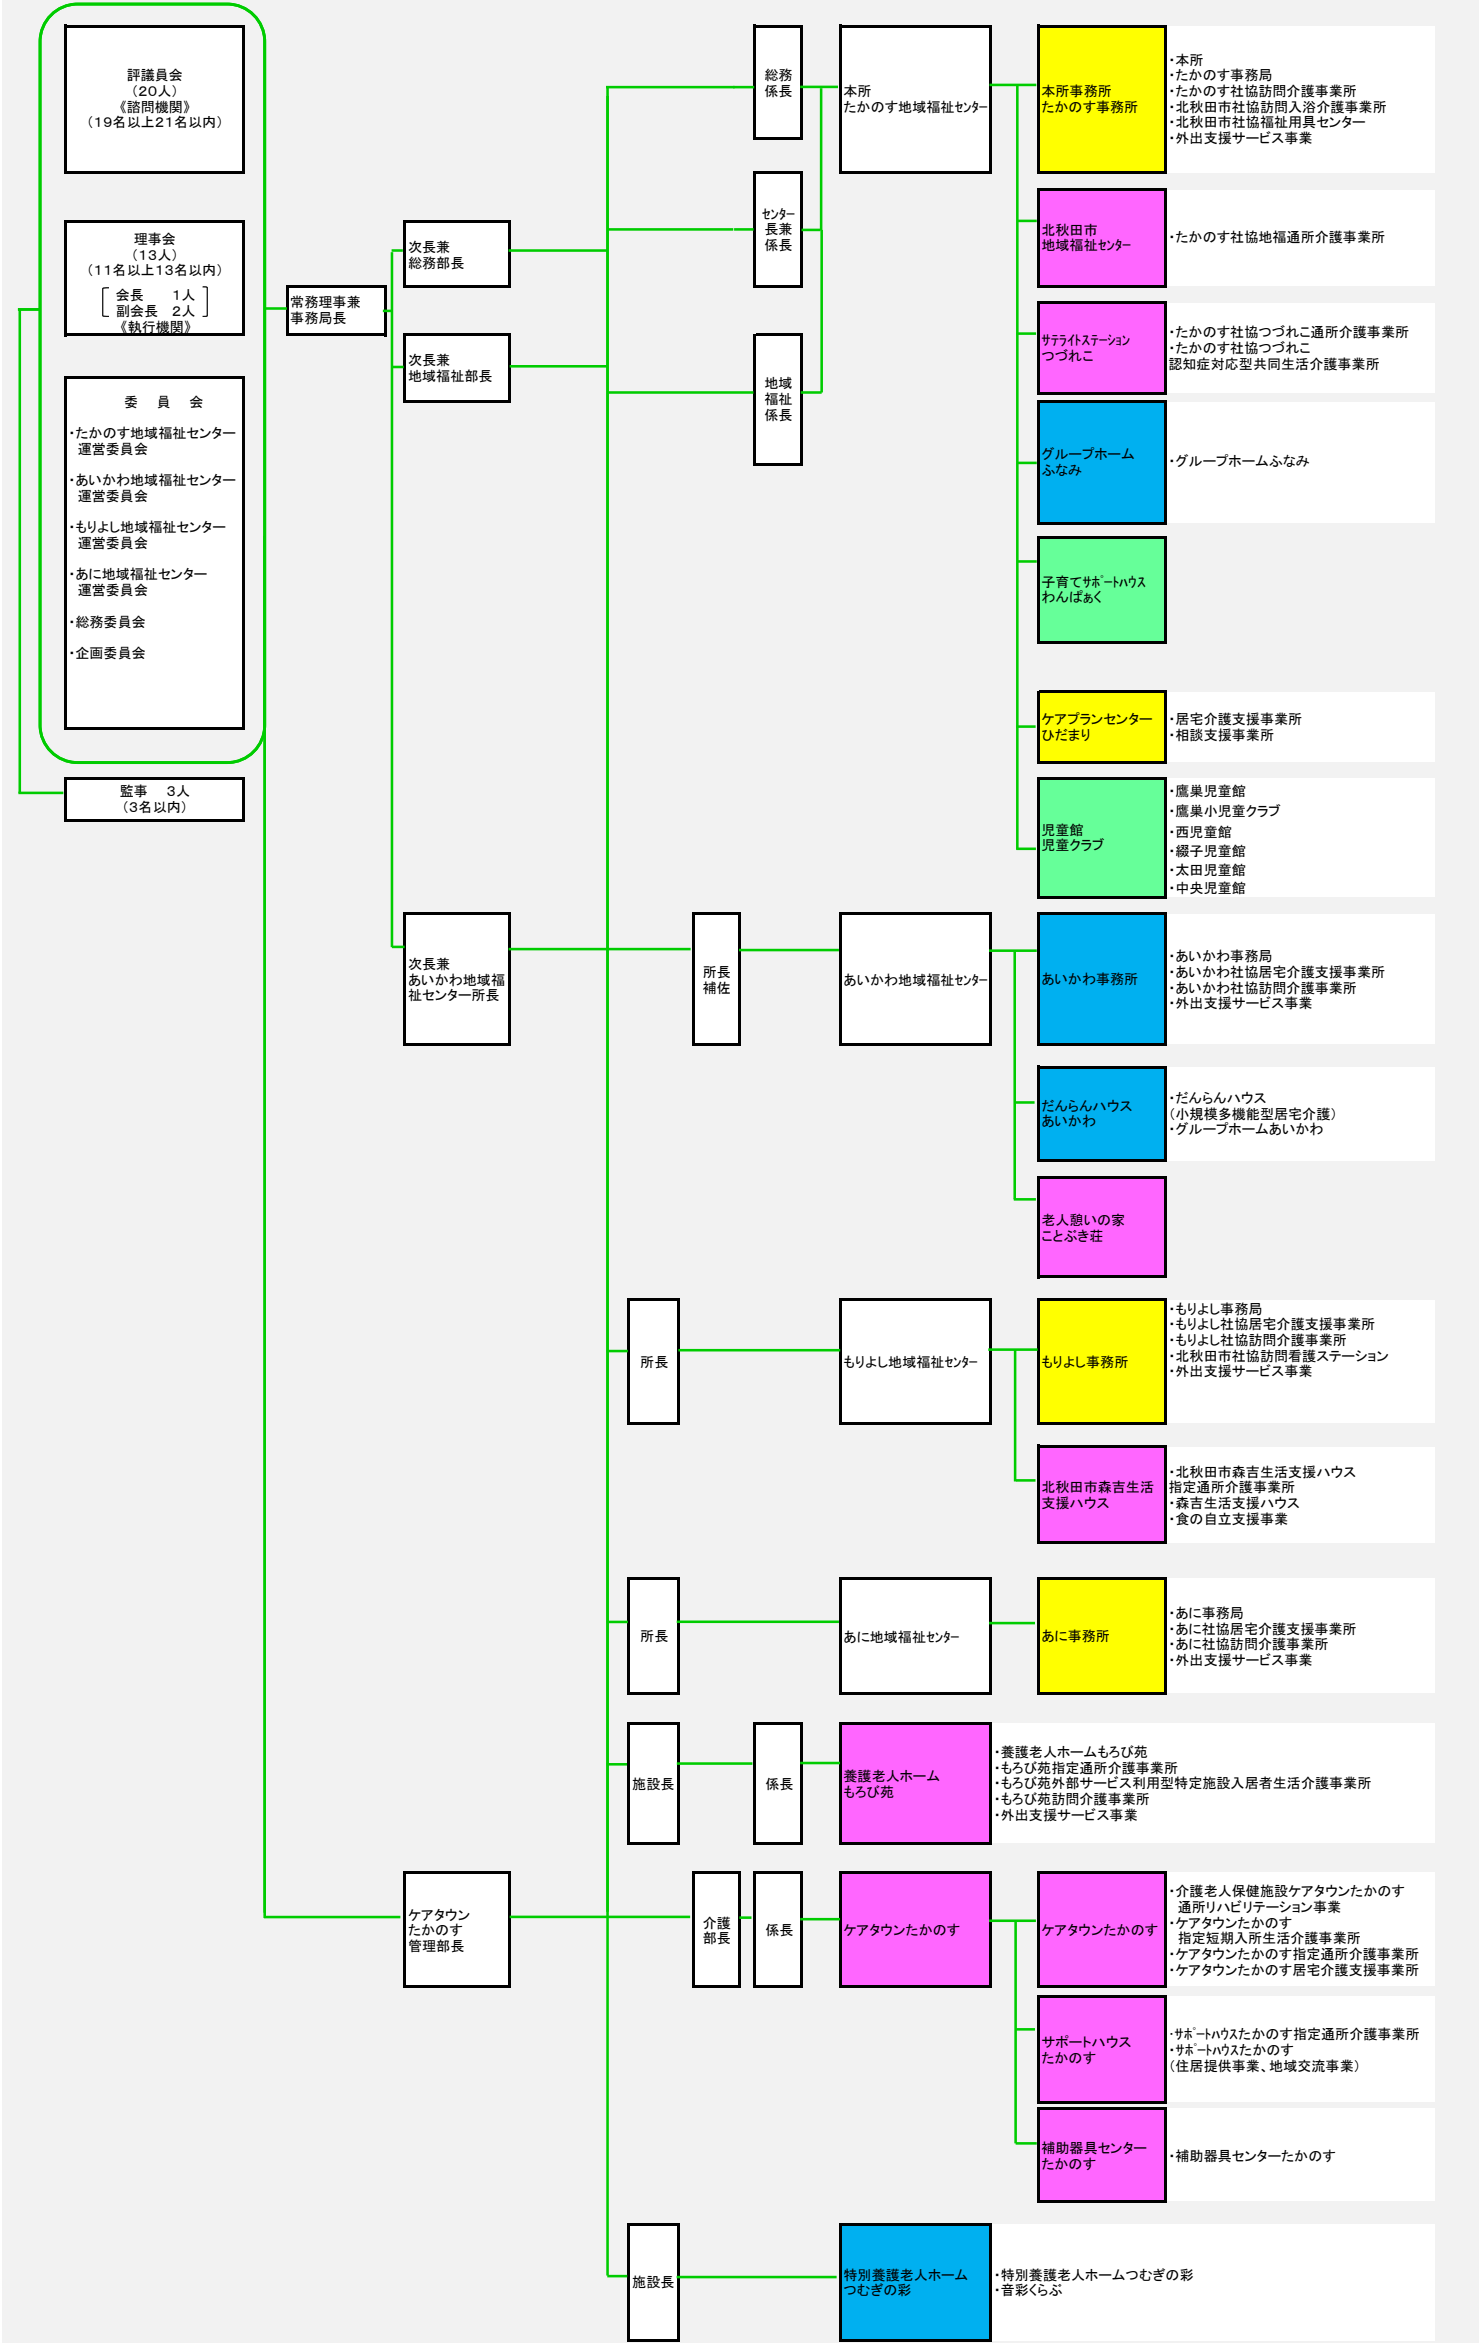 評議員会
（20人）
《諮問機関》
（19名以上21名以内）
理事会
（13人）
（11名以上13名以内）
会長　1人
副会長　2人
《執行機関》
委　員　会
・たかのす地域福祉センター
運営委員会
・あいかわ地域福祉センター
運営委員会
・もりよし地域福祉センター
運営委員会
・あに地域福祉センター
運営委員会
・総務委員会
・企画委員会
監事　3人
（3名以内）
常務理事兼
事務局長
次長兼
総務部長
次長兼
地域福祉部長
総務
係長
センター
長兼
係長
地域
福祉
係長
本所
たかのす地域福祉センター
本所事務所
たかのす事務所
・本所
・たかのす事務局
・たかのす社協訪問介護事業所
・北秋田市社協訪問入浴介護事業所
・北秋田市社協福祉用具センター
・外出支援サービス事業
北秋田市
地域福祉センター
・たかのす社協地福通所介護事業所
サテライトステーション
つづれこ
・たかのす社協つづれこ通所介護事業所
・たかのす社協つづれこ
認知症対応型共同生活介護事業所
グループホーム
ふなみ
・グループホームふなみ
子育てサポートハウス
わんぱぁく
ケアプランセンター
ひだまり
・居宅介護支援事業所
・相談支援事業所
児童館
児童クラブ
・鷹巣児童館
・鷹巣小児童クラブ
・西児童館
・綴子児童館
・太田児童館
・中央児童館
次長兼
あいかわ地域福
祉センター所長
所長
補佐
あいかわ地域福祉センター
あいかわ事務所
・あいかわ事務局
・あいかわ社協居宅介護支援事業所
・あいかわ社協訪問介護事業所
・外出支援サービス事業
だんらんハウス
あいかわ
・だんらんハウス
（小規模多機能型居宅介護）
・グループホームあいかわ
老人憩いの家
ことぶき荘
所長
もりよし地域福祉センター
もりよし事務所
・もりよし事務局
・もりよし社協居宅介護支援事業所
・もりよし社協訪問介護事業所
・北秋田市社協訪問看護ステーション
・外出支援サービス事業
北秋田市森吉生活
支援ハウス
・北秋田市森吉生活支援ハウス
指定通所介護事業所
・森吉生活支援ハウス
・食の自立支援事業
所長
あに地域福祉センター
あに事務所
・あに事務局
・あに社協居宅介護支援事業所
・あに社協訪問介護事業所
・外出支援サービス事業
施設長
係長
養護老人ホーム
もろび苑
・養護老人ホームもろび苑
・もろび苑指定通所介護事業所
・もろび苑外部サービス利用型特定施設入居者生活介護事業所
・もろび苑訪問介護事業所
・外出支援サービス事業
ケアタウン
たかのす
管理部長
介護
部長
係長
ケアタウンたかのす
ケアタウンたかのす
・介護老人保健施設ケアタウンたかのす
通所リハビリテーション事業
・ケアタウンたかのす
指定短期入所生活介護事業所
・ケアタウンたかのす指定通所介護事業所
・ケアタウンたかのす居宅介護支援事業所
サポートハウス
たかのす
・サポートハウスたかのす指定通所介護事業所
・サポートハウスたかのす
（住居提供事業、地域交流事業）
補助器具センター
たかのす
・補助器具センターたかのす
施設長
特別養護老人ホーム
つむぎの彩
・特別養護老人ホームつむぎの彩
・音彩くらぶ